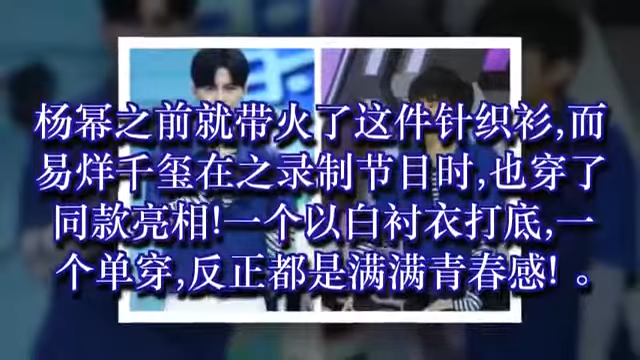 杨幂之前就带火了这件针织衫,而
易烊千玺在之录制节目时,也穿了
同款亮相!一个以白衬衣打底,一
个单穿,反正都是满满青春感! 。